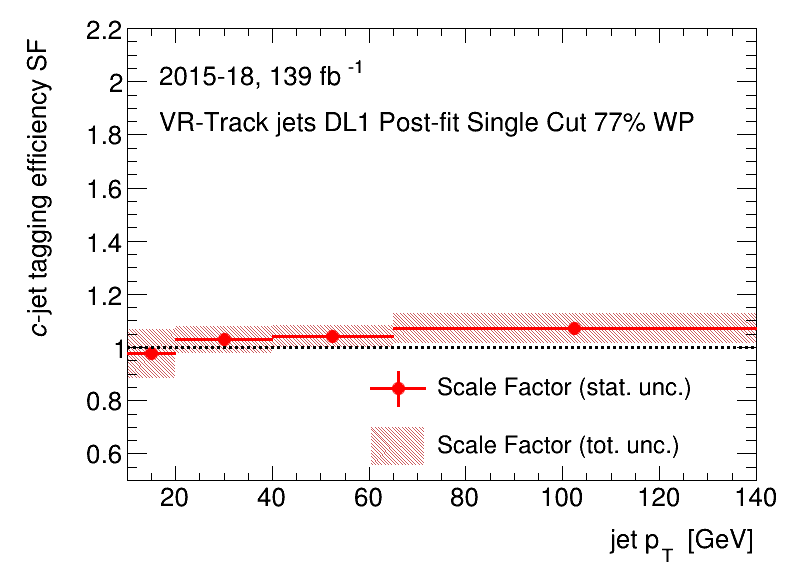 2.2
2
1.8
1.6
1.4
1.2
1
0.8
0.6
c-jet tagging efficiency SF
2015-18, 139 fb -1
VR-Track jets DL1 Post-fit Single Cut 77% WP
Scale Factor (stat. unc.)
Scale Factor (tot. unc.)
20 40 60 80 100 120 140
jet pT [GeV]